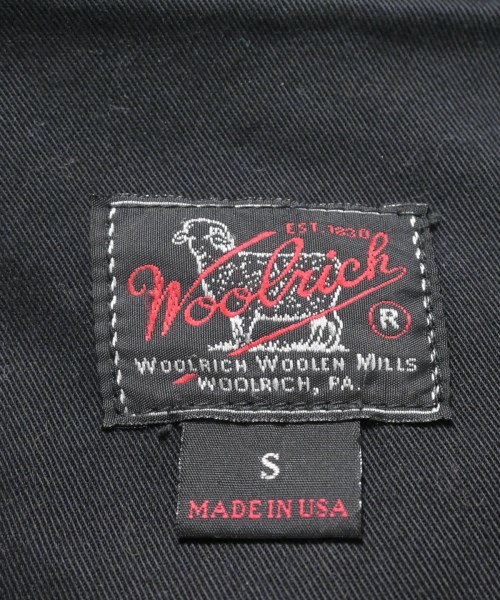 EST. 1830
Woolrich
®
WOOLRICH WOOLEN MILLS
WOOLRICH, PA.
S
MADE IN USA